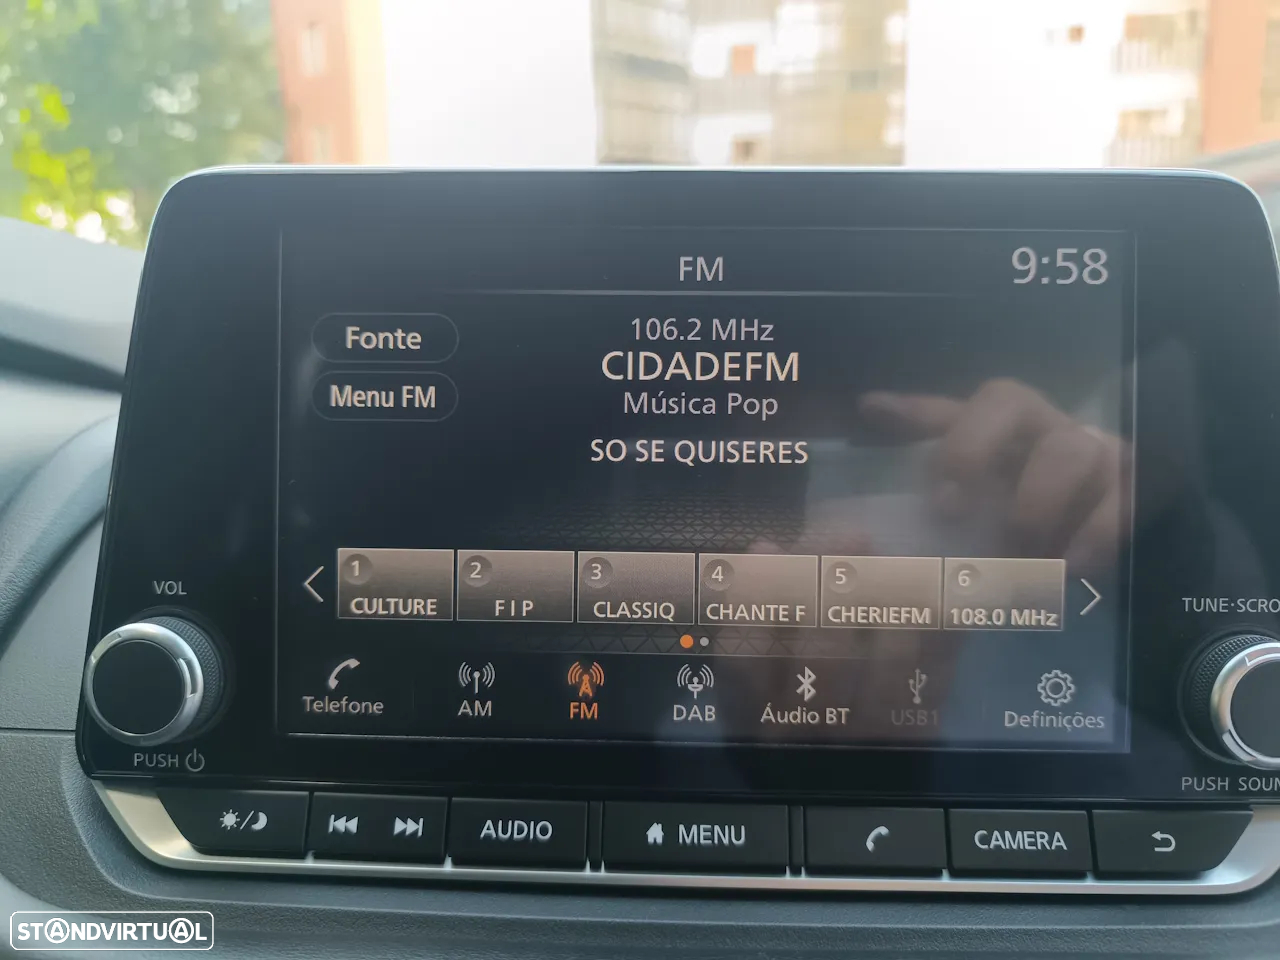 FM
9:58
Fonte
Menu FM
106.2 MHz
CIDADEFM
Música Pop
SO SE QUISERES
1
CULTURE
2
F I P
3
CLASSIQ
4
CHANTE F
5
CHERIEFM
6
108.0 MHz
Telefone
AM
FM
DAB
Áudio BT
USB1
Definições
VOL
PUSH
TUNE·SCRO
PUSH SOUN
AUDIO
MENU
CAMERA
STANDVIRTUAL